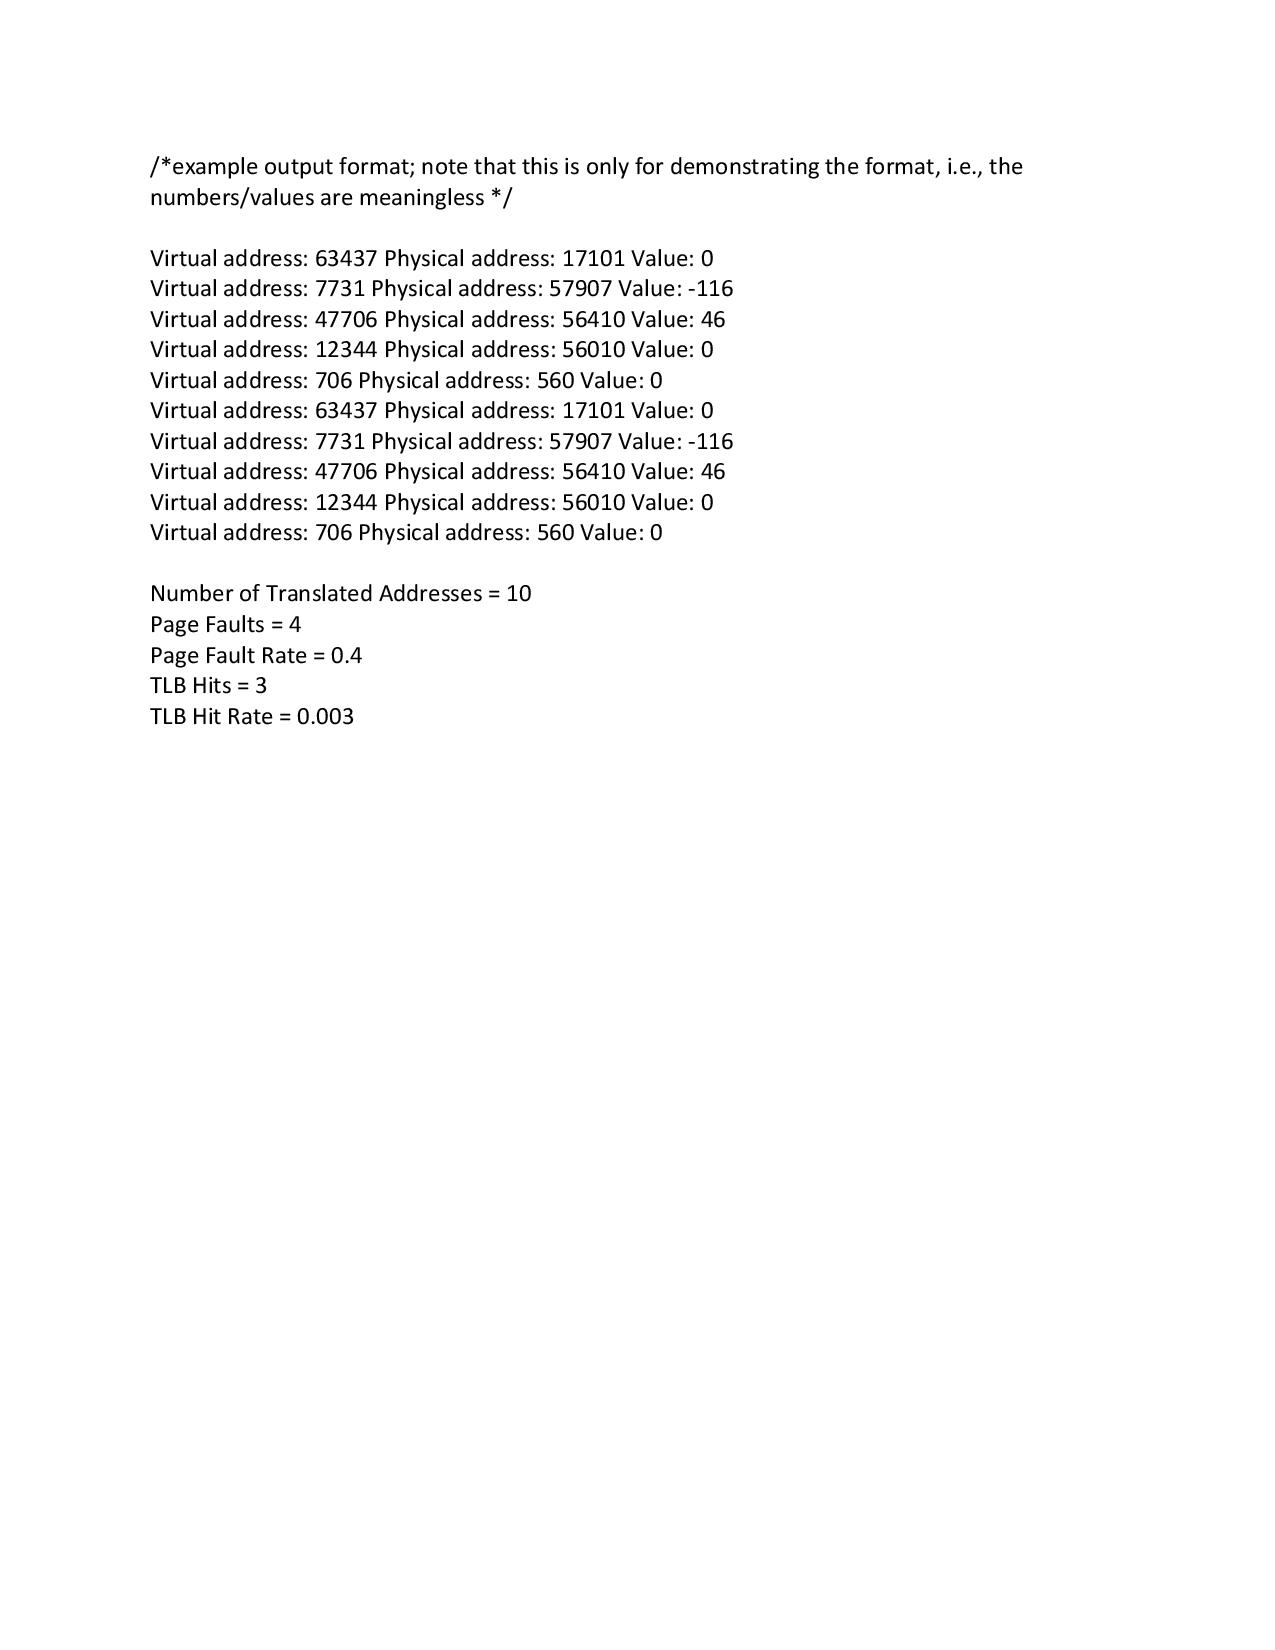 /*example output format; note that this is only for demonstrating the format, i.e., the
numbers/values are meaningless */
Virtual address: 63437 Physical address: 17101 Value: 0
Virtual address: 7731 Physical address: 57907 Value: -116
Virtual address: 47706 Physical address: 56410 Value: 46
Virtual address: 12344 Physical address: 56010 Value: 0
Virtual address: 706 Physical address: 560 Value: 0
Virtual address: 63437 Physical address: 17101 Value: 0
Virtual address: 7731 Physical address: 57907 Value: -116
Virtual address: 47706 Physical address: 56410 Value: 46
Virtual address: 12344 Physical address: 56010 Value: 0
Virtual address: 706 Physical address: 560 Value: 0
Number of Translated Addresses = 10
Page Faults = 4
Page Fault Rate = 0.4
TLB Hits = 3
TLB Hit Rate = 0.003